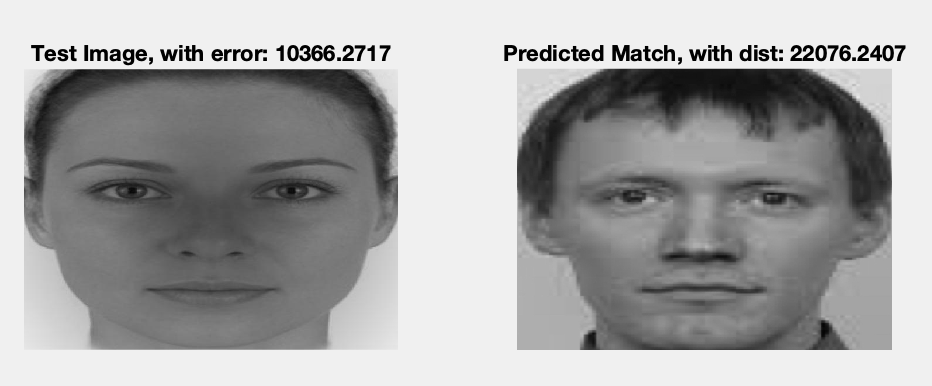 Test Image, with error: 10366.2717
Predicted Match, with dist: 22076.2407